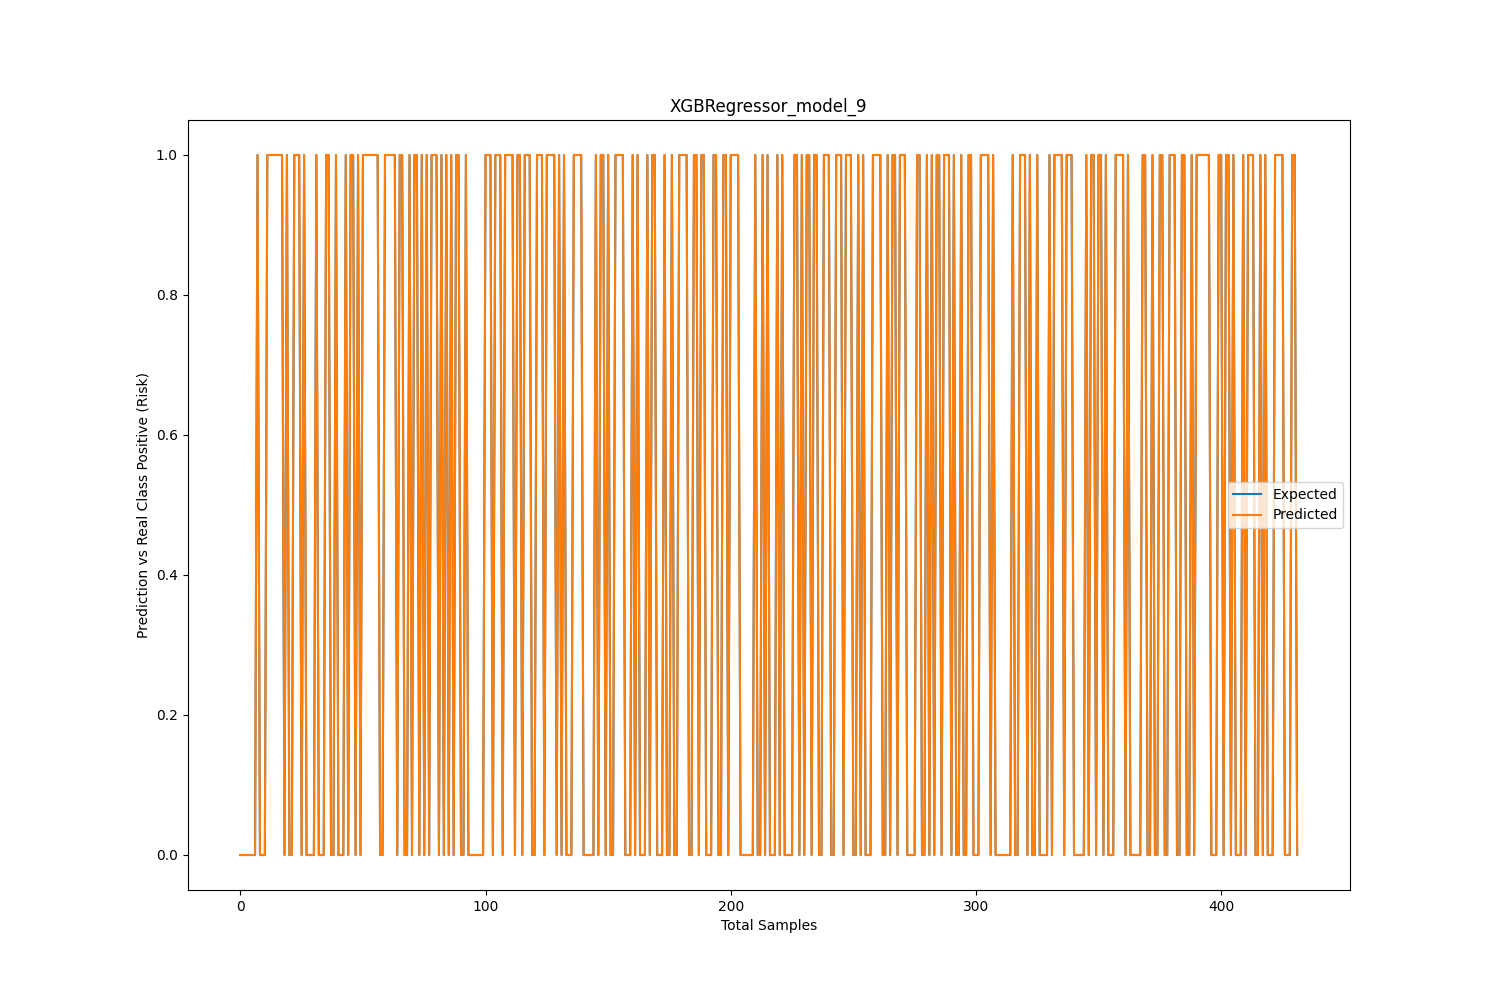 XGBRegressor_model_9
1.0
0.8
0.6
0.4
0.2
0.0
Prediction vs Real Class Positive (Risk)
Expected
Predicted
0
100
200
300
400
Total Samples